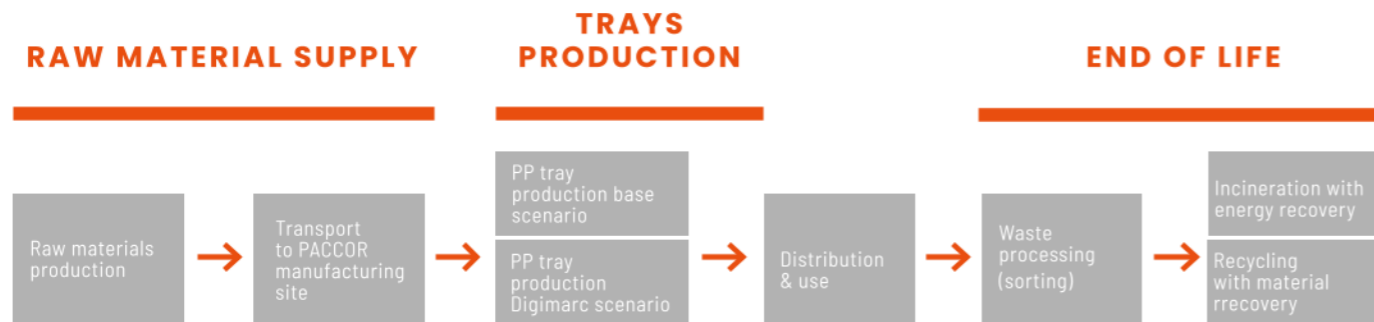 RAW MATERIAL SUPPLY
TRAYS
PRODUCTION
END OF LIFE
Raw materials
production
Transport
to PACCOR
manufacturing
site
PP tray
production base
scenario
PP tray
production
Digimarc scenario
Distribution
& use
Waste
processing
(sorting)
Incineration with
energy recovery
Recycling
with material
rrecovery